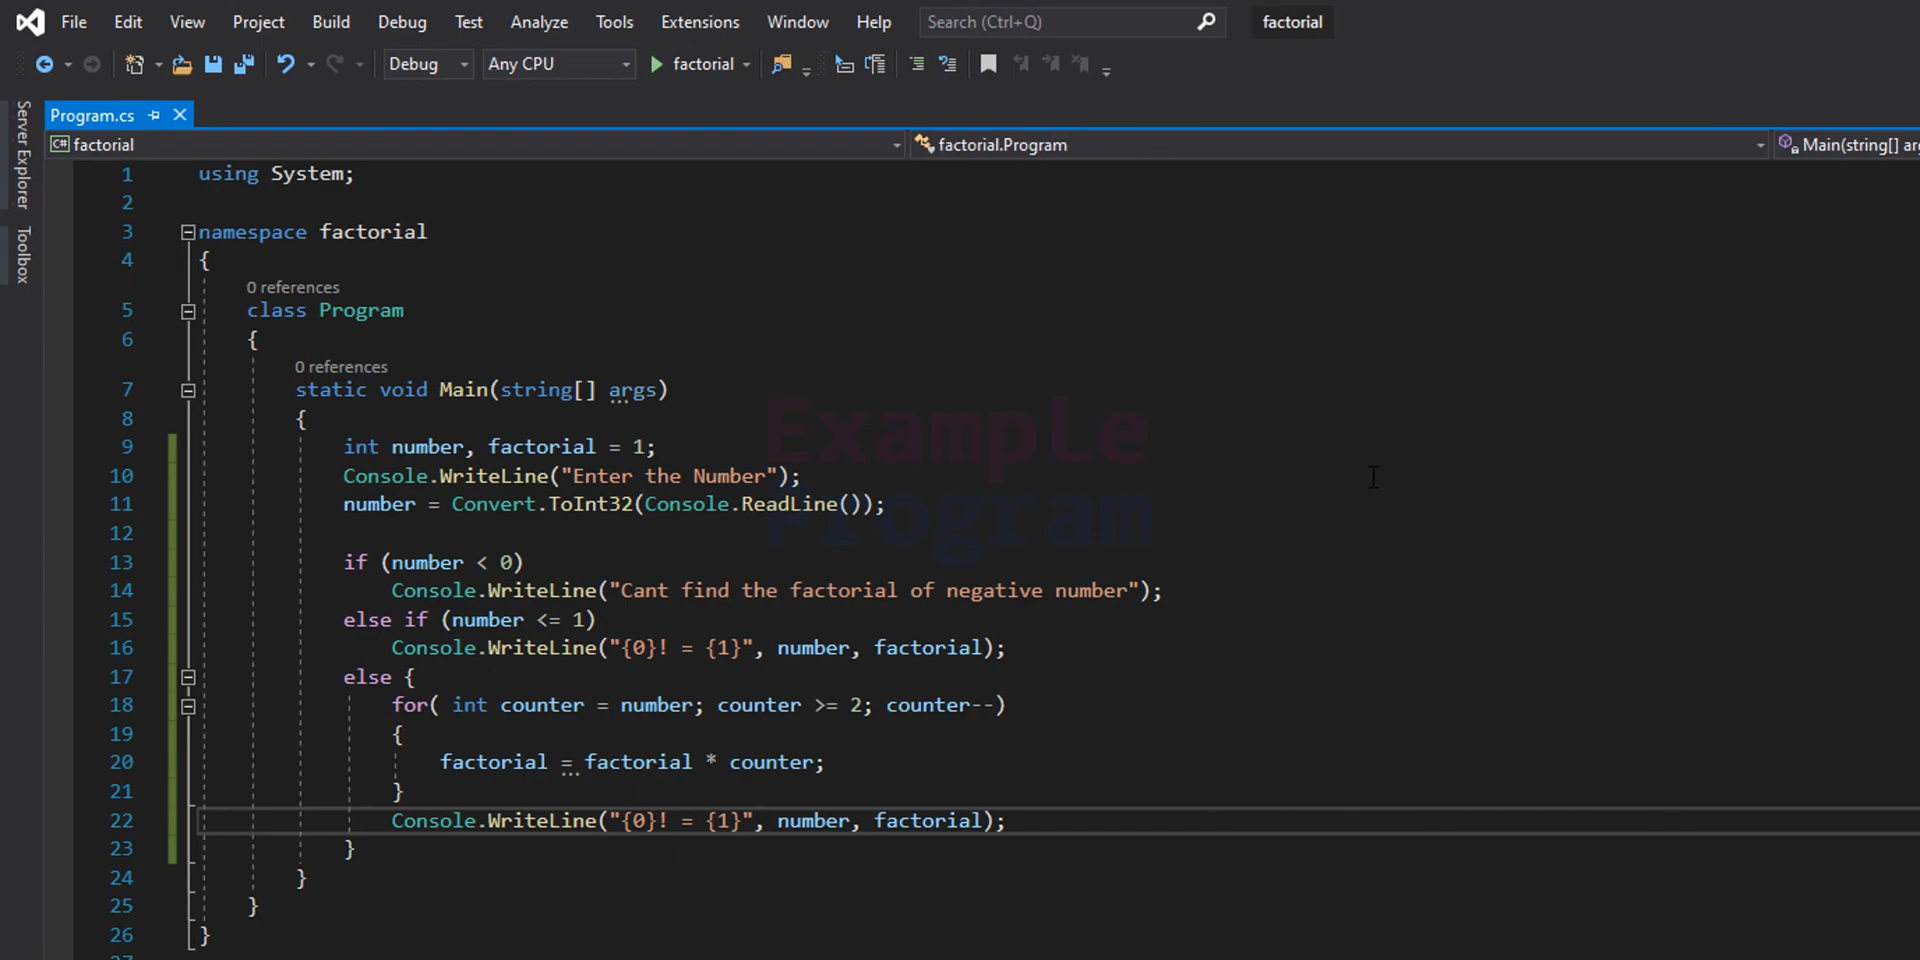 File Edit View Project Build Debug Test Analyze Tools Extensions Window Help Search (Ctrl+Q) factorial
Debug Any CPU factorial
Server Explorer
Toolbox
Program.cs
C# factorial factorial.Program Main(string[] ar
1 using System;
2
3 namespace factorial
4 {
0 references
5 class Program
6 {
0 references
7 static void Main(string[] args)
8 {
9 int number, factorial = 1;
10 Console.WriteLine("Enter the Number");
11 number = Convert.ToInt32(Console.ReadLine());
12
13 if (number < 0)
14 Console.WriteLine("Cant find the factorial of negative number");
15 else if (number <= 1)
16 Console.WriteLine("{0}! = {1}", number, factorial);
17 else {
18 for( int counter = number; counter >= 2; counter--)
19 {
20 factorial = factorial * counter;
21 }
22 Console.WriteLine("{0}! = {1}", number, factorial);
23 }
24 }
25 }
26 }
27
Example
Program